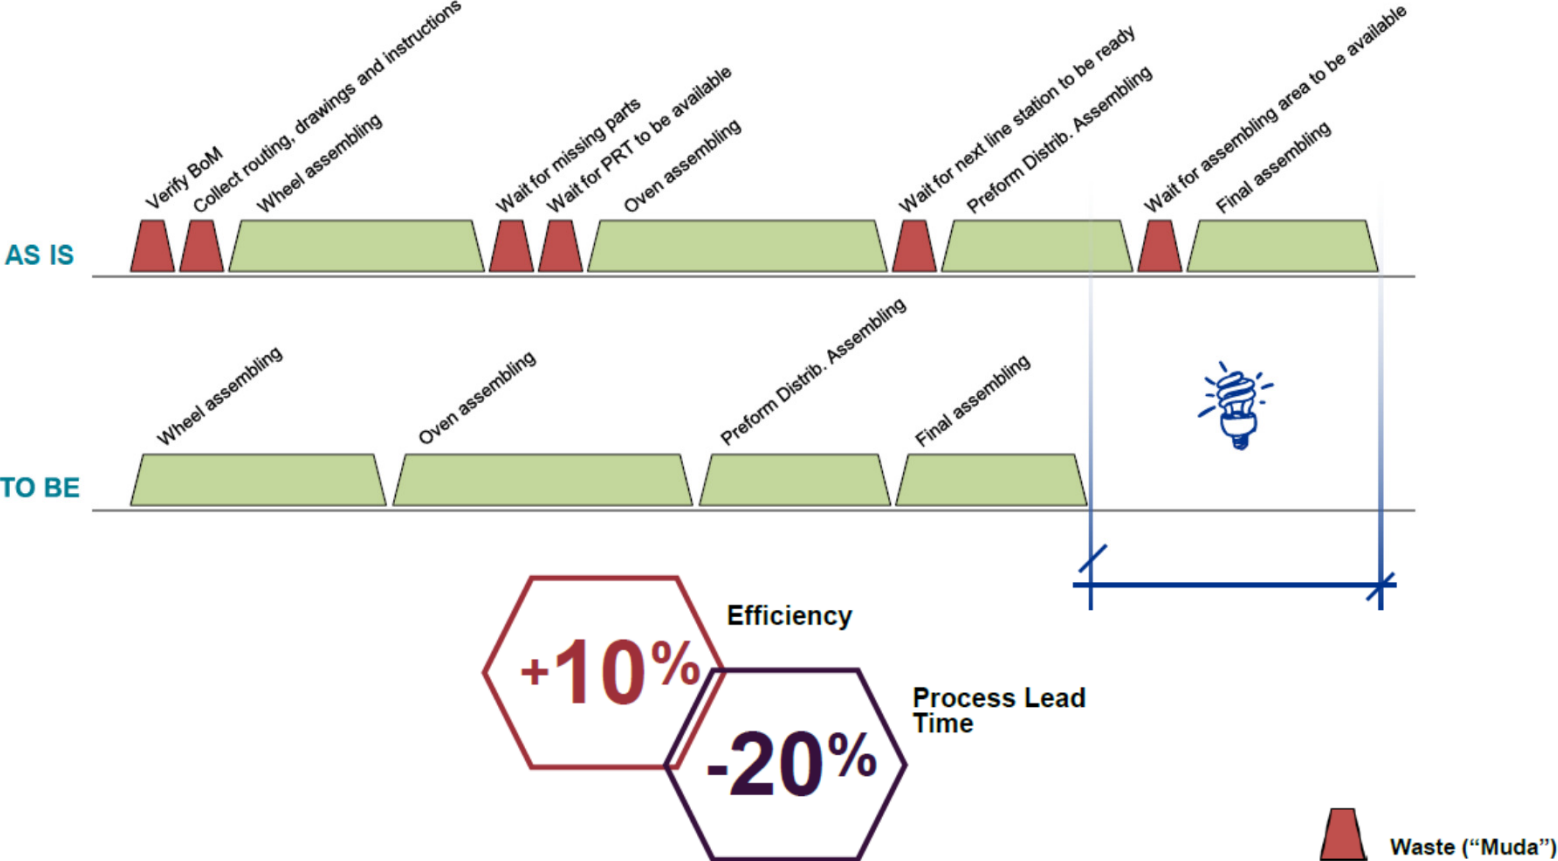 Verify BoM
Collect routing, drawings and instructions
Wheel assembling
Wait for missing parts
Wait for PRT to be available
Oven assembling
Wait for next line station to be ready
Preform Distrib. Assembling
Wait for assembling area to be available
Final assembling
AS IS
Wheel assembling
Oven assembling
Preform Distrib. Assembling
Final assembling
TO BE
+10%
Efficiency
-20%
Process Lead
Time
Waste (“Muda”)